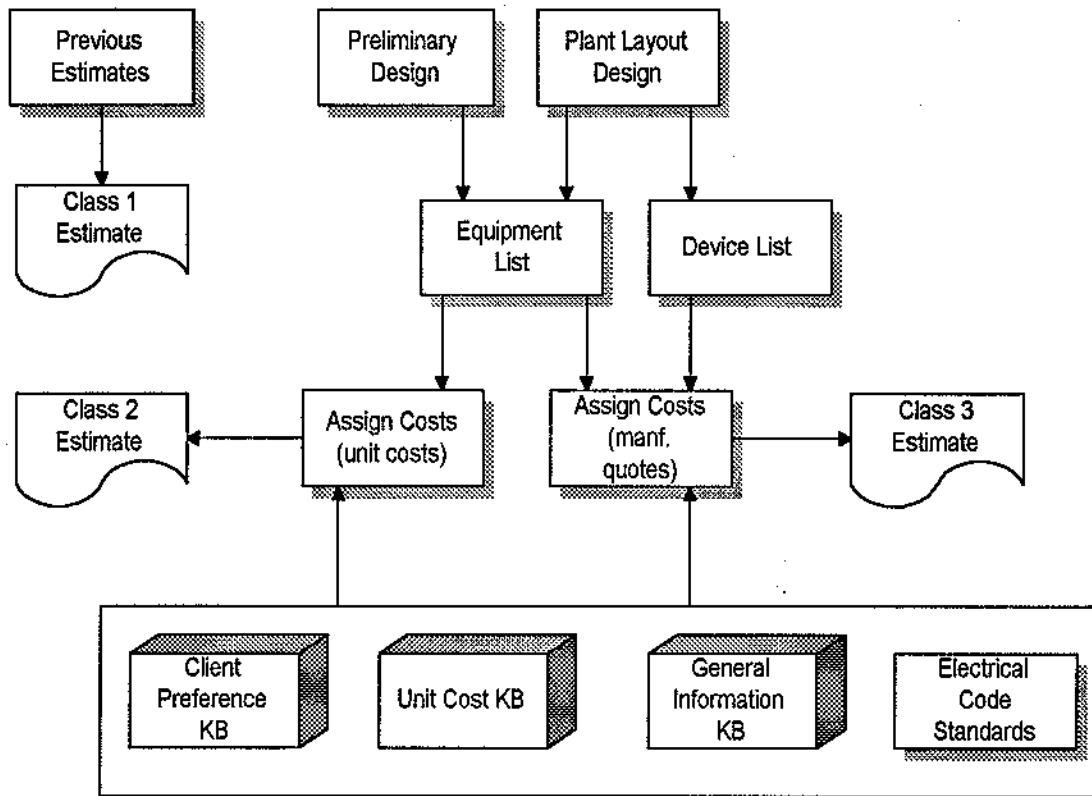 Previous
Estimates
Preliminary
Design
Plant Layout
Design
Class 1
Estimate
Equipment
List
Device List
Class 2
Estimate
Assign Costs
(unit costs)
Assign Costs
(manf.
quotes)
Class 3
Estimate
Client
Preference
KB
Unit Cost KB
General
Information
KB
Electrical
Code
Standards